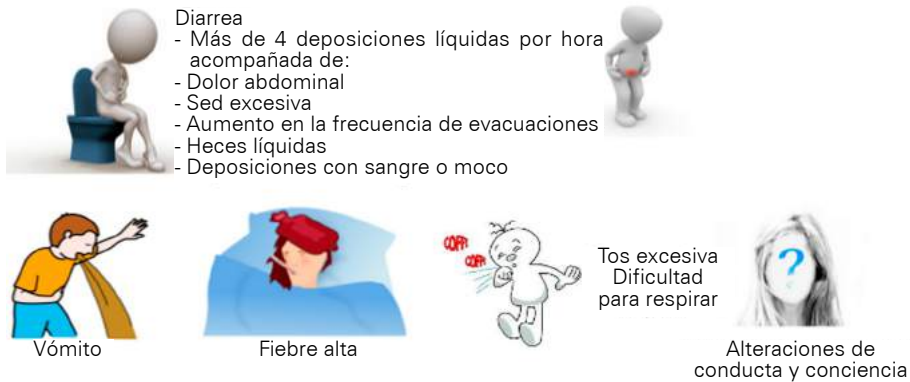 Diarrea
- Más de 4 deposiciones líquidas por hora
acompañada de:
- Dolor abdominal
- Sed excesiva
- Aumento en la frecuencia de evacuaciones
- Heces líquidas
- Deposiciones con sangre o moco
COFF!
COFF!
?
Tos excesiva
Dificultad
para respirar
Vómito
Fiebre alta
Alteraciones de
conducta y conciencia